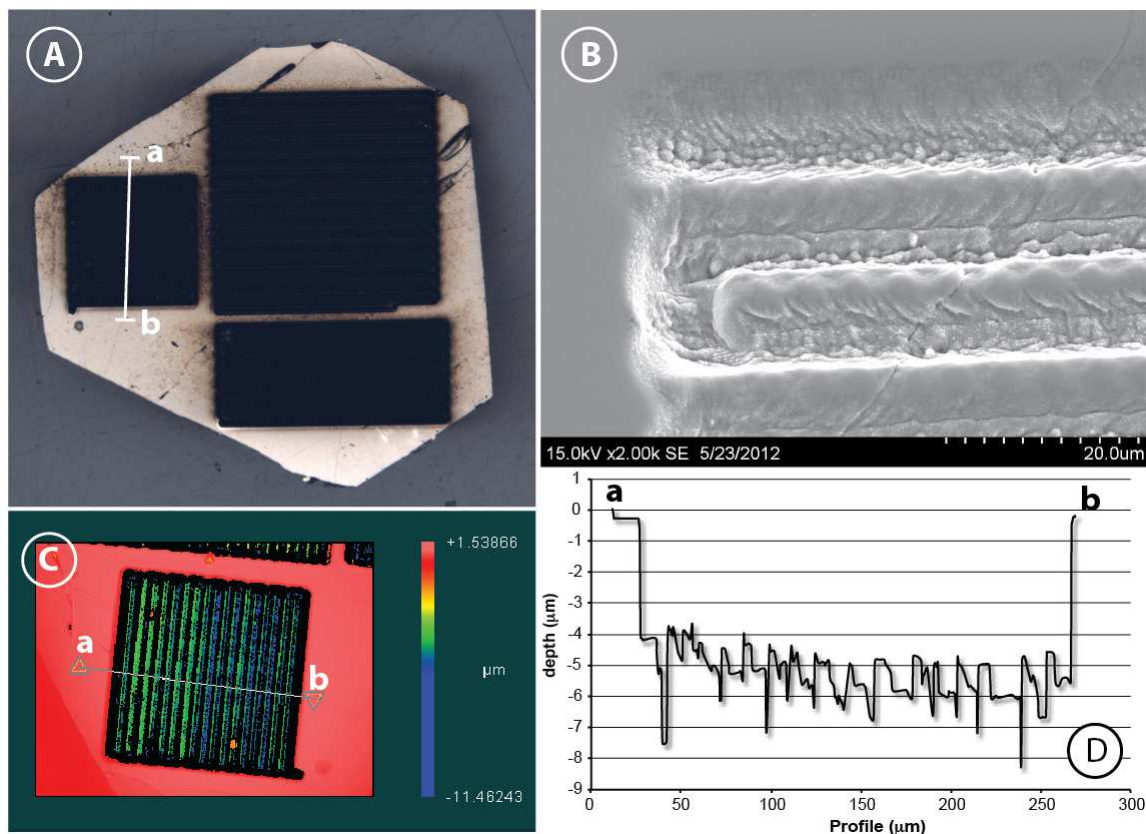 A
a
b
B
15.0kV x2.00k SE 5/23/2012
20.0um
C
a
b
+1.53866
µm
-11.46243
a
b
D
1
0
-1
-2
-3
-4
-5
-6
-7
-8
-9
depth (µm)
0
50
100
150
200
250
300
Profile (µm)